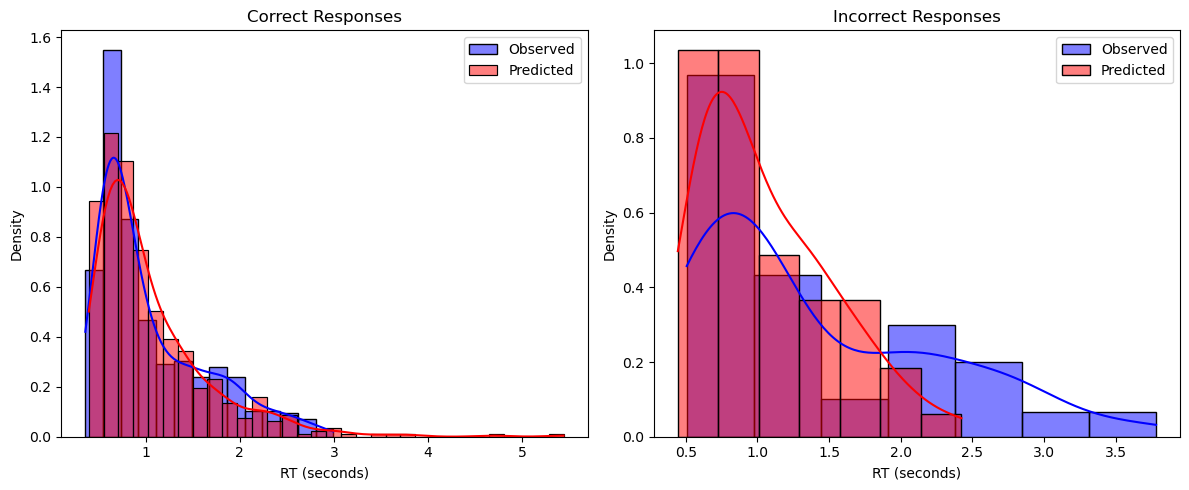 Correct Responses
Observed
Predicted
Density
1.6
1.4
1.2
1.0
0.8
0.6
0.4
0.2
0.0
1
2
3
4
5
RT (seconds)
Incorrect Responses
Observed
Predicted
Density
1.0
0.8
0.6
0.4
0.2
0.0
0.5
1.0
1.5
2.0
2.5
3.0
3.5
RT (seconds)